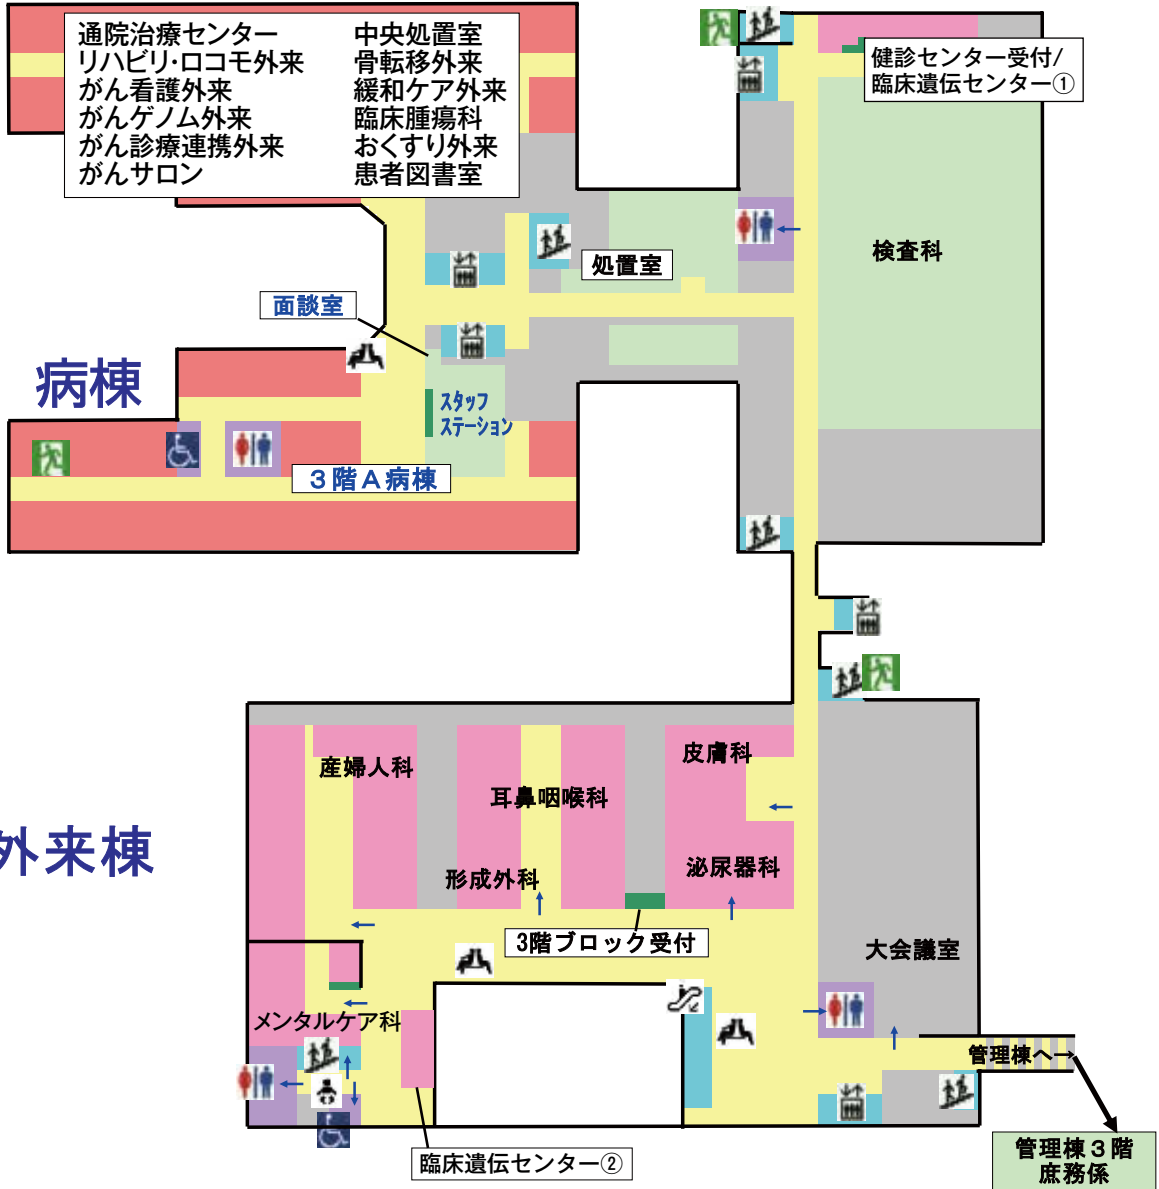 通院治療センター
リハビリ・ロコモ外来
がん看護外来
がんゲノム外来
がん診療連携外来
がんサロン
中央処置室
骨転移外来
緩和ケア外来
臨床腫瘍科
おくすり外来
患者図書室
健診センター受付/
臨床遺伝センター①
検査科
処置室
面談室
病棟
スタッフ
ステーション
3階A病棟
産婦人科
皮膚科
耳鼻咽喉科
外来棟
形成外科
泌尿器科
3階ブロック受付
大会議室
メンタルケア科
管理棟へ→
臨床遺伝センター②
管理棟3階
庶務係